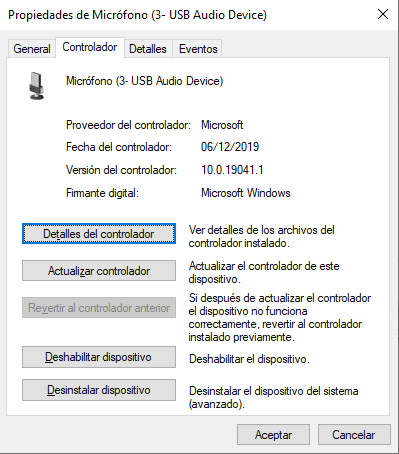 Propiedades de Micrófono (3- USB Audio Device)
General
Controlador
Detalles
Eventos
Micrófono (3- USB Audio Device)
Proveedor del controlador: Microsoft
Fecha del controlador: 06/12/2019
Versión del controlador: 10.0.19041.1
Firmante digital: Microsoft Windows
Detalles del controlador
Ver detalles de los archivos del
controlador instalado.
Actualizar controlador
Actualizar el controlador de este
dispositivo.
Revertir al controlador anterior
Si después de actualizar el controlador
el dispositivo no funciona
correctamente, revertir al controlador
instalado previamente.
Deshabilitar dispositivo
Deshabilitar el dispositivo.
Desinstalar dispositivo
Desinstalar el dispositivo del sistema
(avanzado).
Aceptar
Cancelar